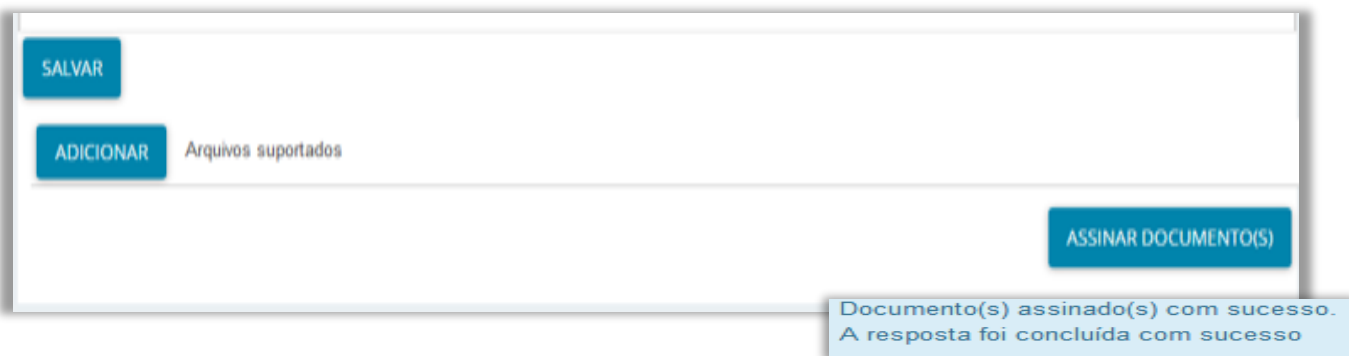 SALVAR
ADICIONAR Arquivos suportados
ASSINAR DOCUMENTO(S)
Documento(s) assinado(s) com sucesso.
A resposta foi concluída com sucesso